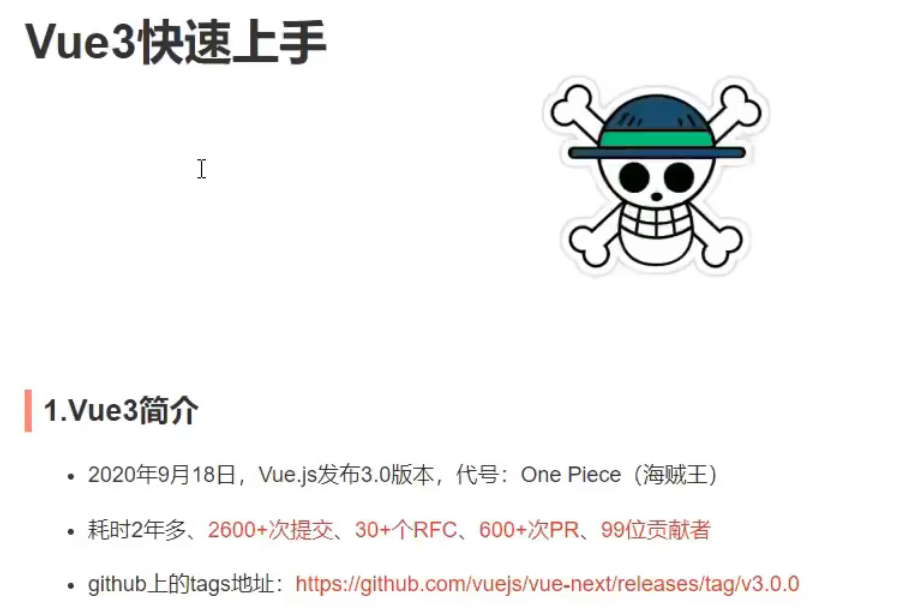 Vue3快速上手
1.Vue3简介
• 2020年9月18日，Vue.js发布3.0版本，代号：One Piece（海贼王）
• 耗时2年多、2600+次提交、30+个RFC、600+次PR、99位贡献者
• github上的tags地址：https://github.com/vuejs/vue-next/releases/tag/v3.0.0